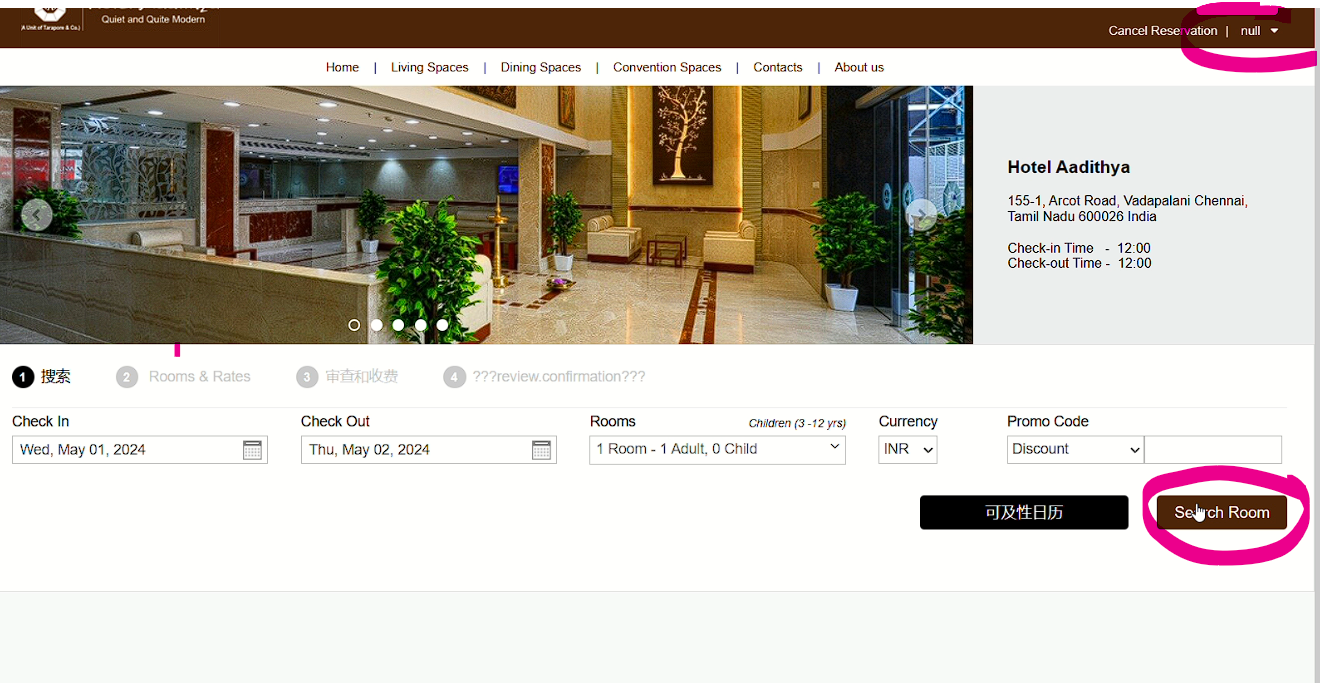 Quiet and Quite Modern
(A Unit of Tarapore & Co.)
Cancel Reservation | null
Home | Living Spaces | Dining Spaces | Convention Spaces | Contacts | About us
Hotel Aadithya
155-1, Arcot Road, Vadapalani Chennai,
Tamil Nadu 600026 India
Check-in Time - 12:00
Check-out Time - 12:00
1 搜索 2 Rooms & Rates 3 审查和收费 4 ???review.confirmation???
Check In Check Out Rooms Children (3 -12 yrs) Currency Promo Code
Wed, May 01, 2024 Thu, May 02, 2024 1 Room - 1 Adult, 0 Child INR Discount
可及性日历 Search Room